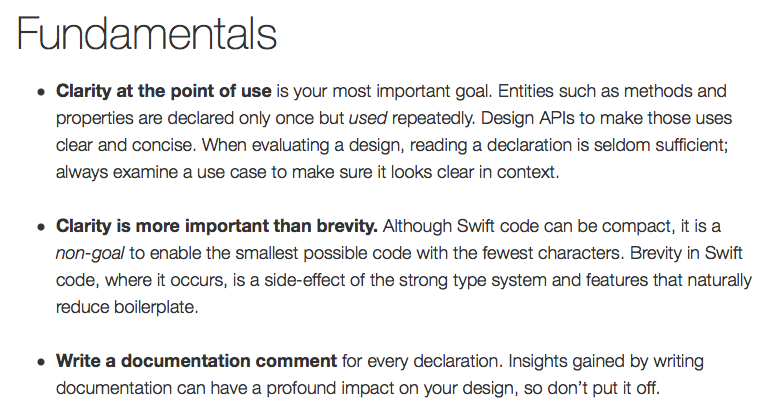 Fundamentals
• Clarity at the point of use is your most important goal. Entities such as methods and
properties are declared only once but used repeatedly. Design APIs to make those uses
clear and concise. When evaluating a design, reading a declaration is seldom sufficient;
always examine a use case to make sure it looks clear in context.
• Clarity is more important than brevity. Although Swift code can be compact, it is a
non-goal to enable the smallest possible code with the fewest characters. Brevity in Swift
code, where it occurs, is a side-effect of the strong type system and features that naturally
reduce boilerplate.
• Write a documentation comment for every declaration. Insights gained by writing
documentation can have a profound impact on your design, so don’t put it off.